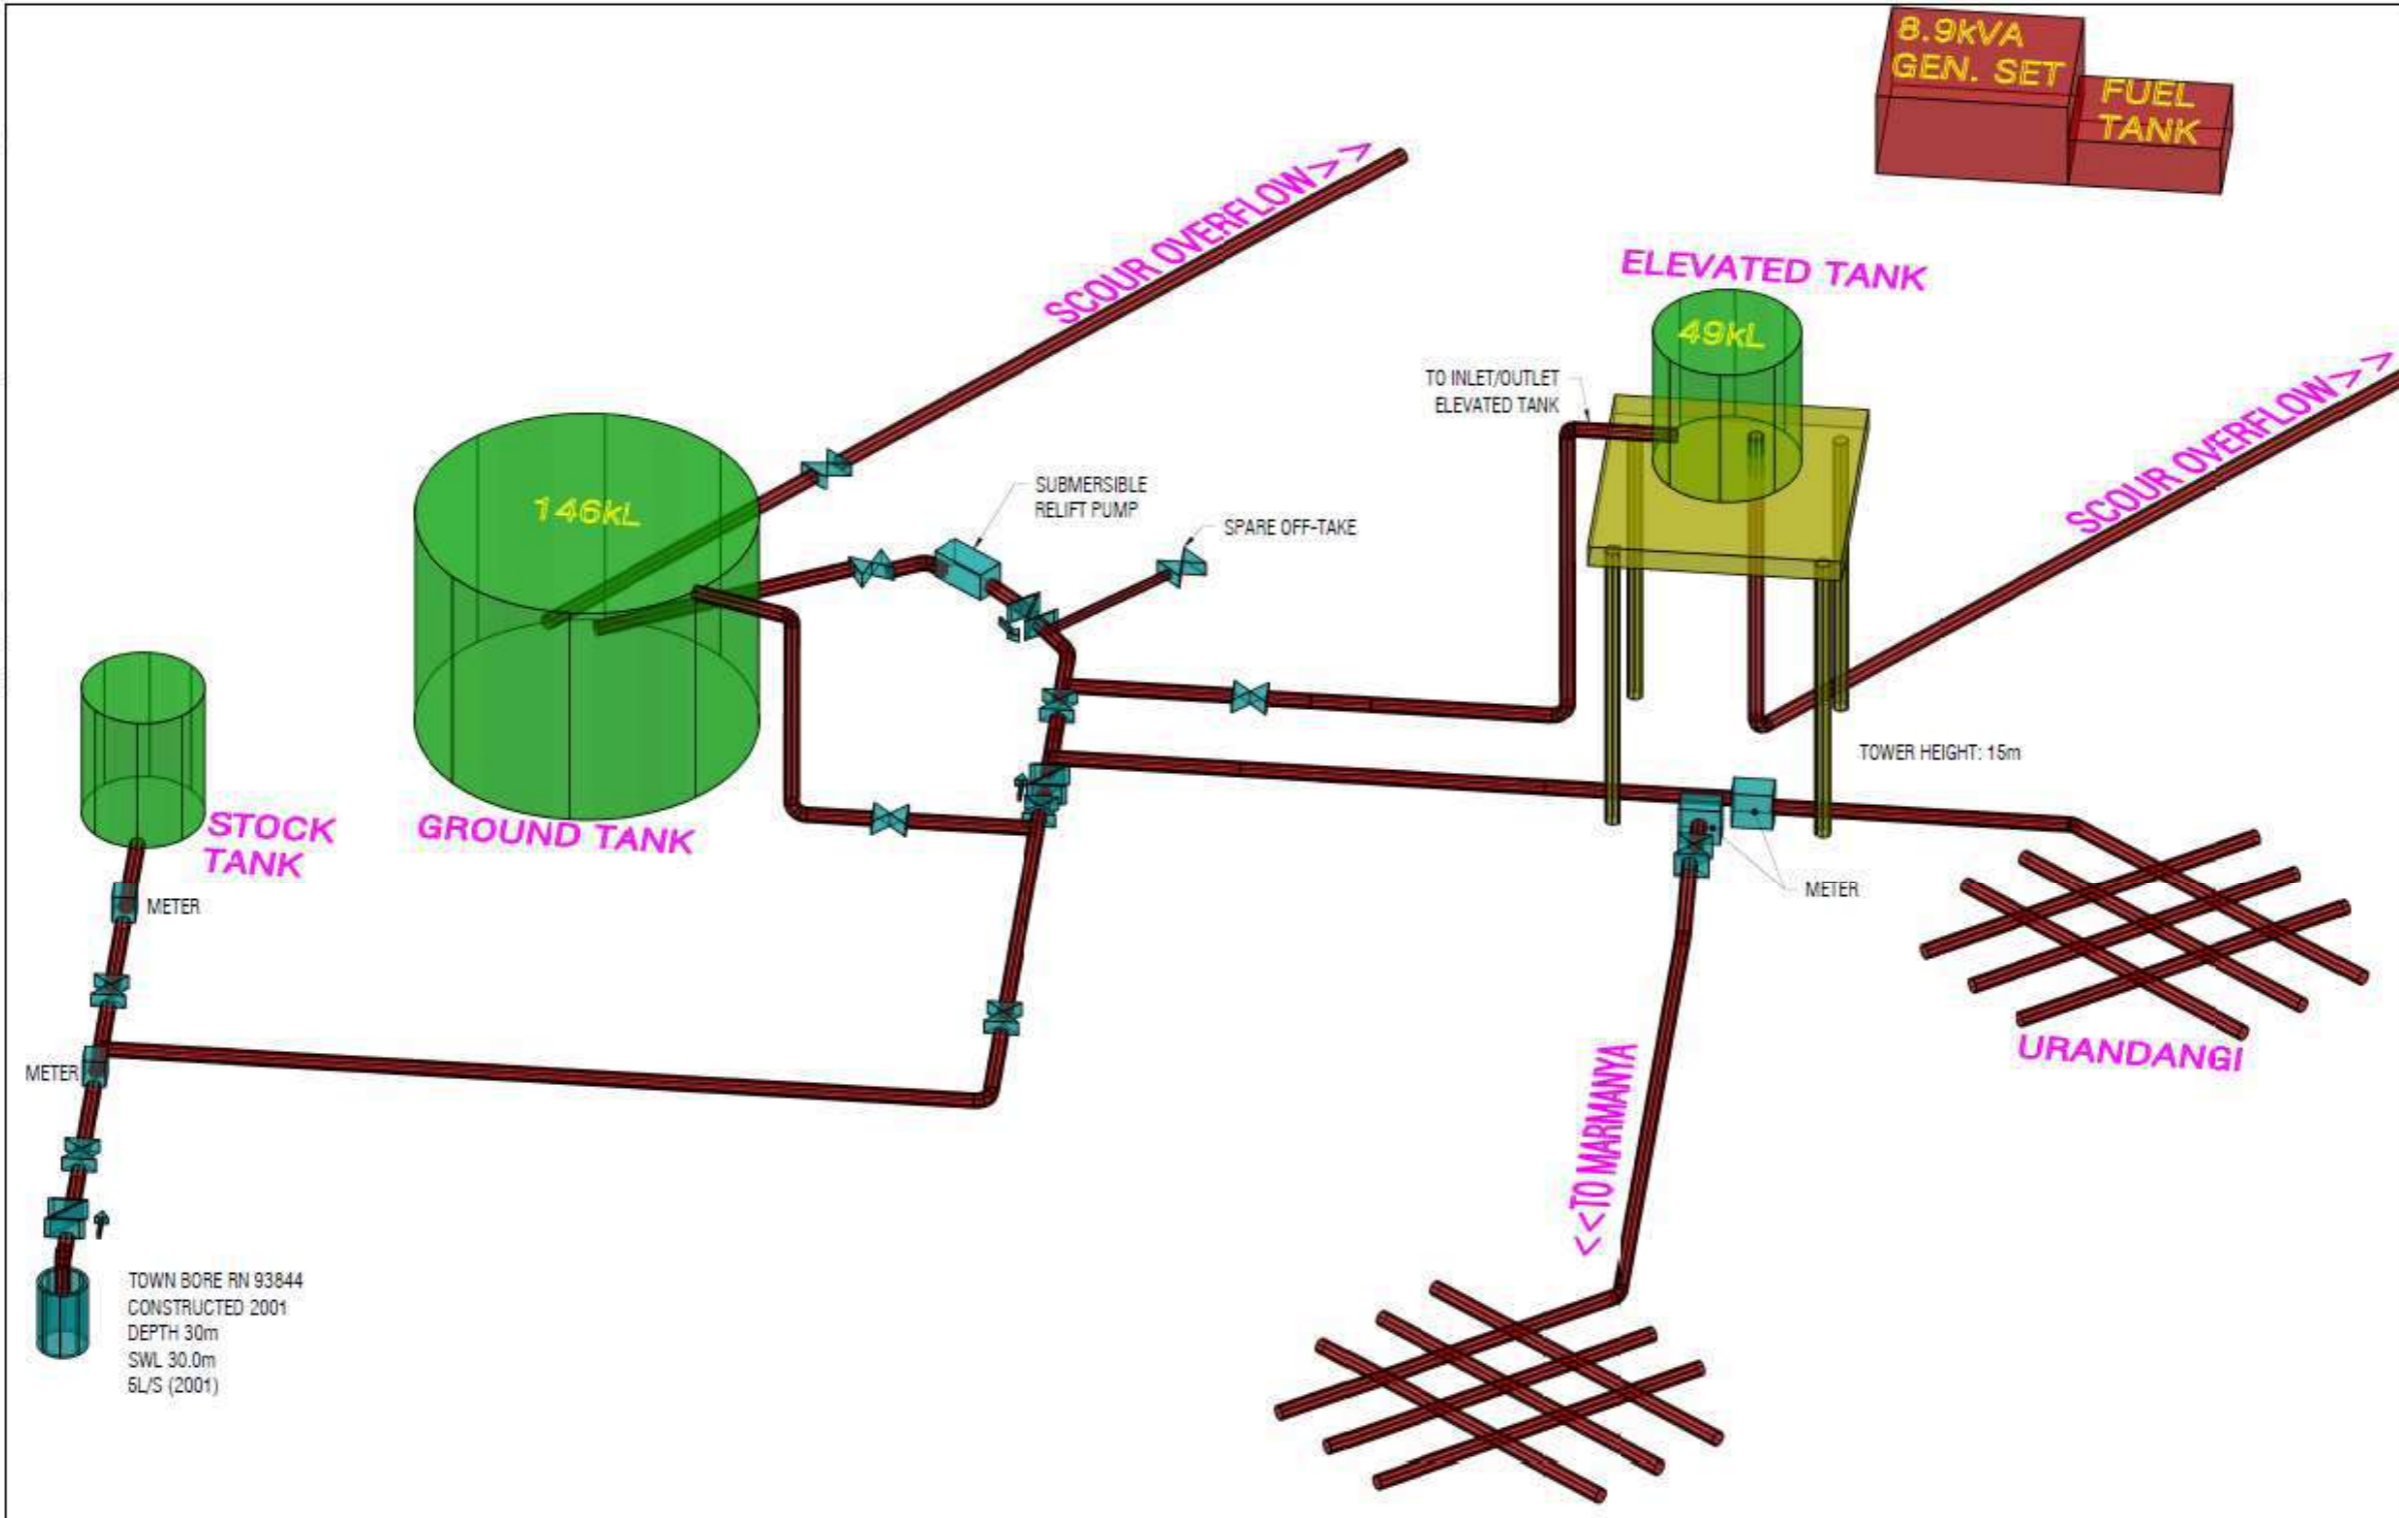 8.9kVA
GEN. SET
FUEL
TANK
SCOUR OVERFLOW>>
ELEVATED TANK
49kL
TO INLET/OUTLET
ELEVATED TANK
SCOUR OVERFLOW>>
146kL
SUBMERSIBLE
RELIFT PUMP
SPARE OFF-TAKE
TOWER HEIGHT: 15m
STOCK
TANK
GROUND TANK
METER
METER
METER
URANDANGI
<<TO MARMANYA
TOWN BORE RN 93844
CONSTRUCTED 2001
DEPTH 30m
SWL 30.0m
5L/S (2001)